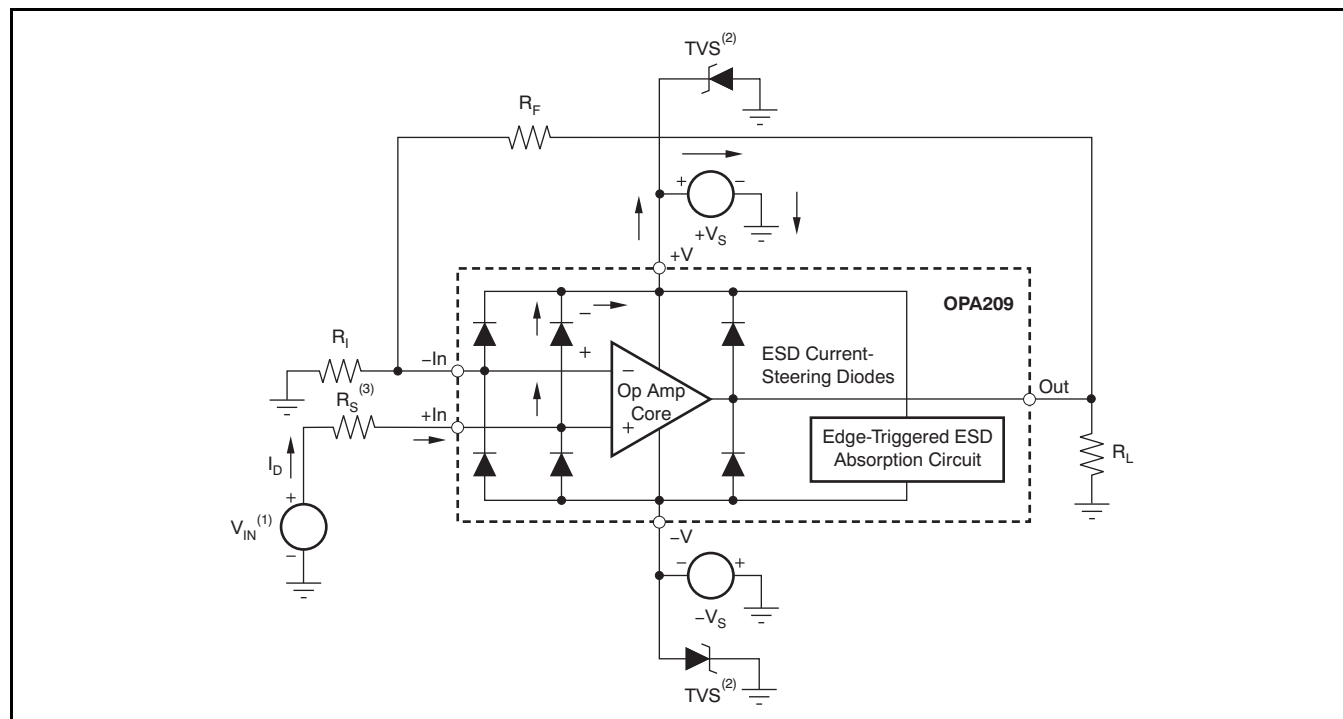 TVS(2)
RF
+ −
+VS
+V
OPA209
−
+
RI
−In
−
ESD Current-
Steering Diodes
Op Amp
Core
Out
RS(3)
+In
+
Edge-Triggered ESD
Absorption Circuit
RL
ID
+
VIN(1)
−
−V
− +
−VS
TVS(2)